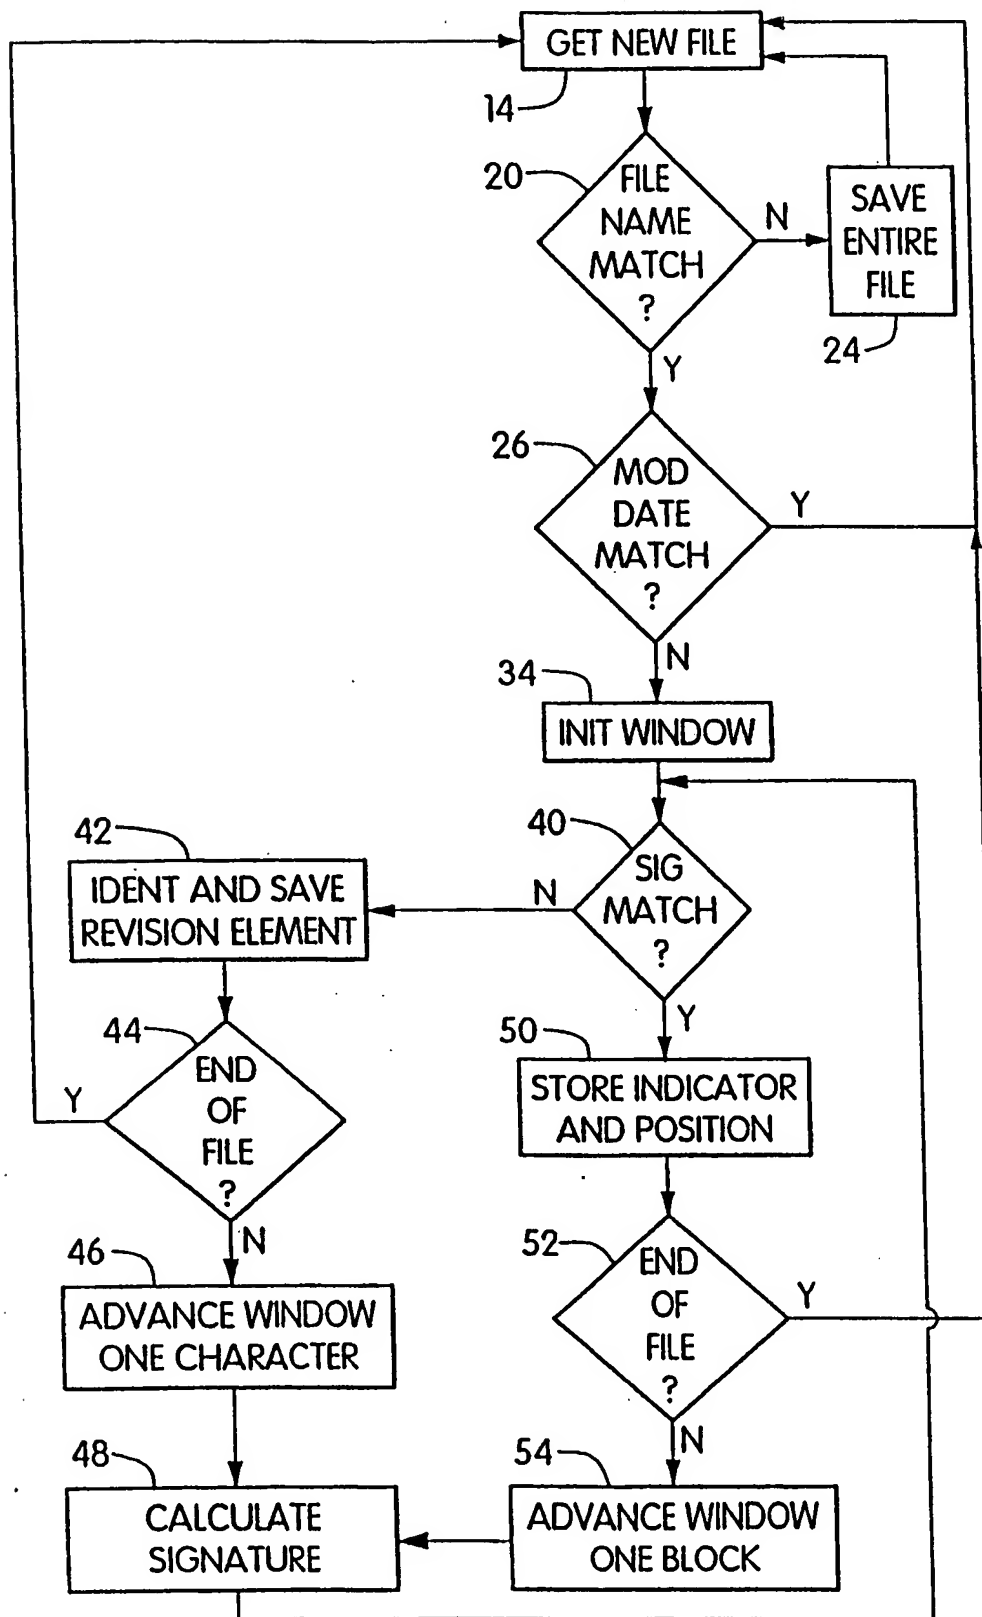 GET NEW FILE
14
20
FILE
NAME
MATCH
?
N
SAVE
ENTIRE
FILE
24
Y
26
MOD
DATE
MATCH
?
Y
N
34
INIT WINDOW
40
SIG
MATCH
?
N
42
IDENT AND SAVE
REVISION ELEMENT
Y
44
END
OF
FILE
?
Y
N
50
STORE INDICATOR
AND POSITION
52
END
OF
FILE
?
Y
N
46
ADVANCE WINDOW
ONE CHARACTER
48
CALCULATE
SIGNATURE
54
ADVANCE WINDOW
ONE BLOCK